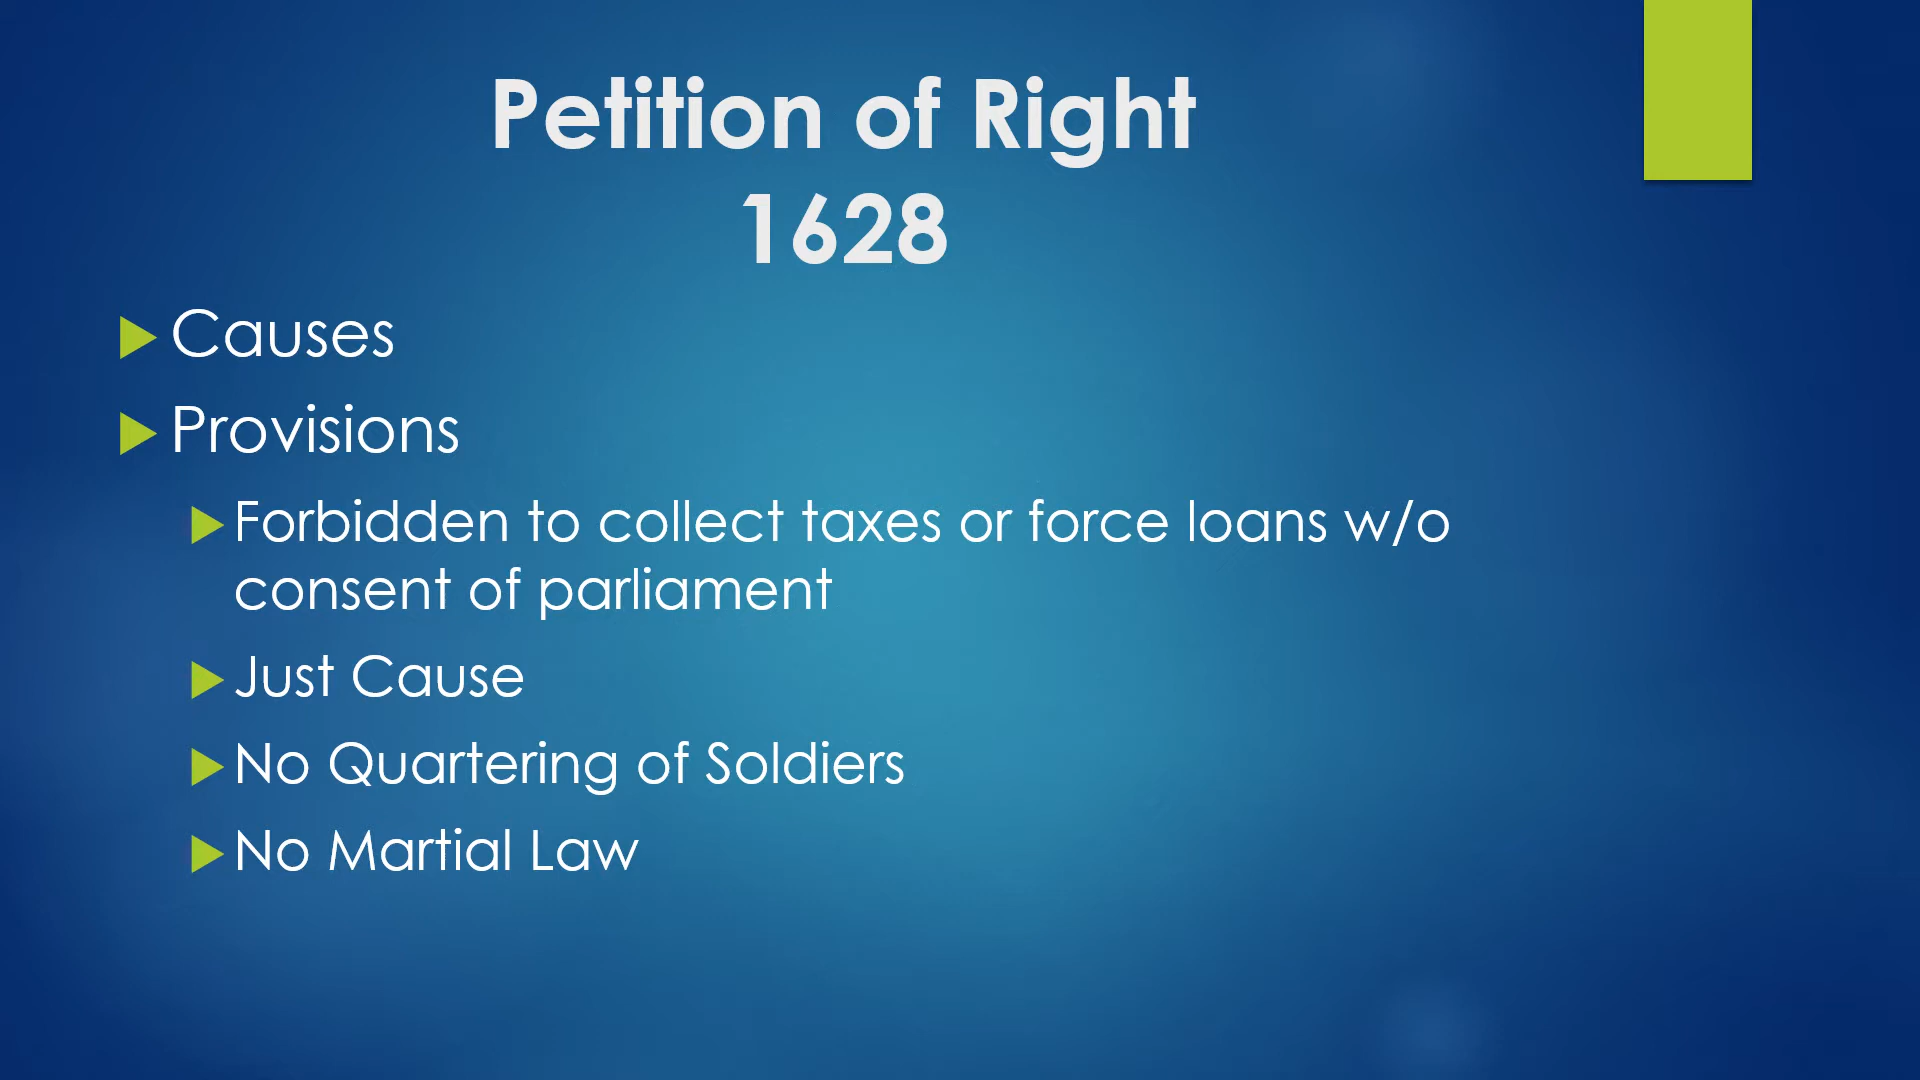 Petition of Right
1628
Causes
Provisions
Forbidden to collect taxes or force loans w/o
consent of parliament
Just Cause
No Quartering of Soldiers
No Martial Law